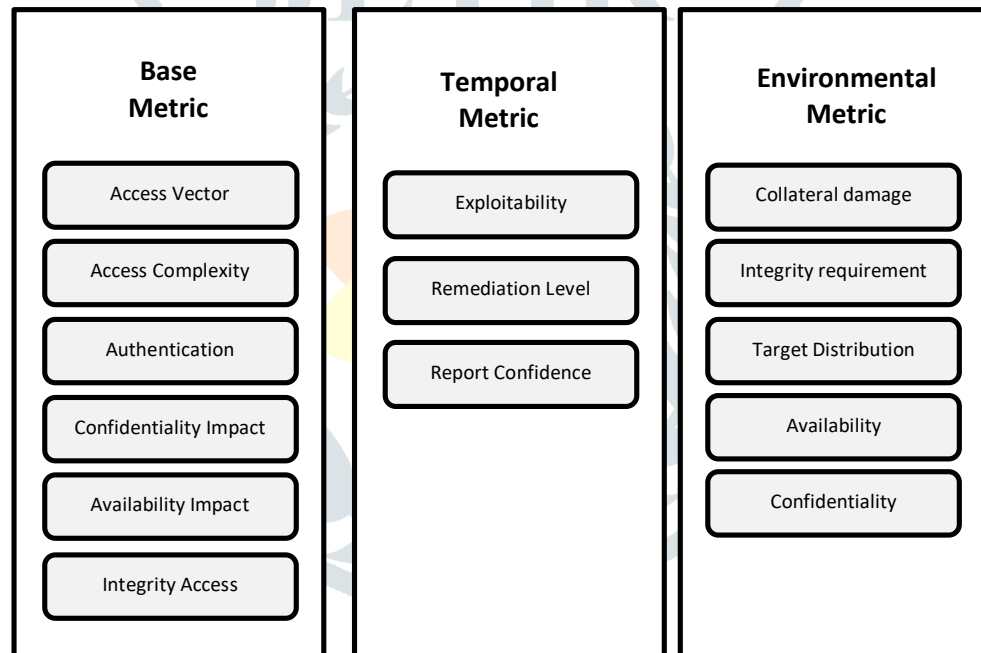 Base
Metric
Access Vector
Access Complexity
Authentication
Confidentiality Impact
Availability Impact
Integrity Access
Temporal
Metric
Exploitability
Remediation Level
Report Confidence
Environmental
Metric
Collateral damage
Integrity requirement
Target Distribution
Availability
Confidentiality